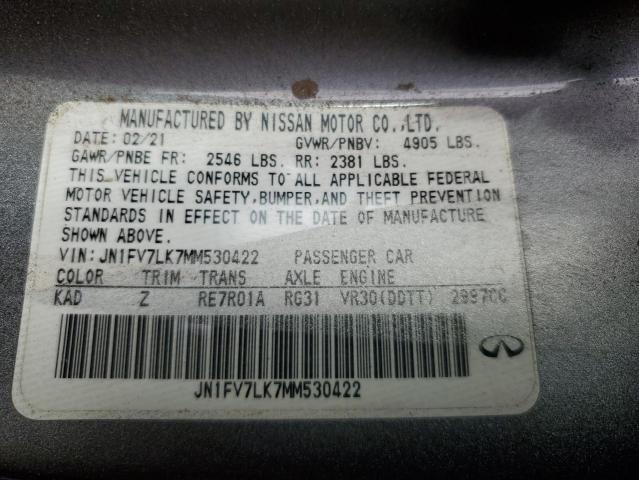 MANUFACTURED BY NISSAN MOTOR CO.,LTD.
DATE: 02/21 GVWR/PNBV: 4905 LBS.
GAWR/PNBE FR: 2546 LBS. RR: 2381 LBS.
THIS VEHICLE CONFORMS TO ALL APPLICABLE FEDERAL
MOTOR VEHICLE SAFETY, BUMPER, AND THEFT PREVENTION
STANDARDS IN EFFECT ON THE DATE OF MANUFACTURE
SHOWN ABOVE.
VIN: JN1FV7LK7MM530422 PASSENGER CAR
COLOR TRIM TRANS AXLE ENGINE
KAD Z RE7R01A RG31 VR30(DDTT) 2997CC
JN1FV7LK7MM530422